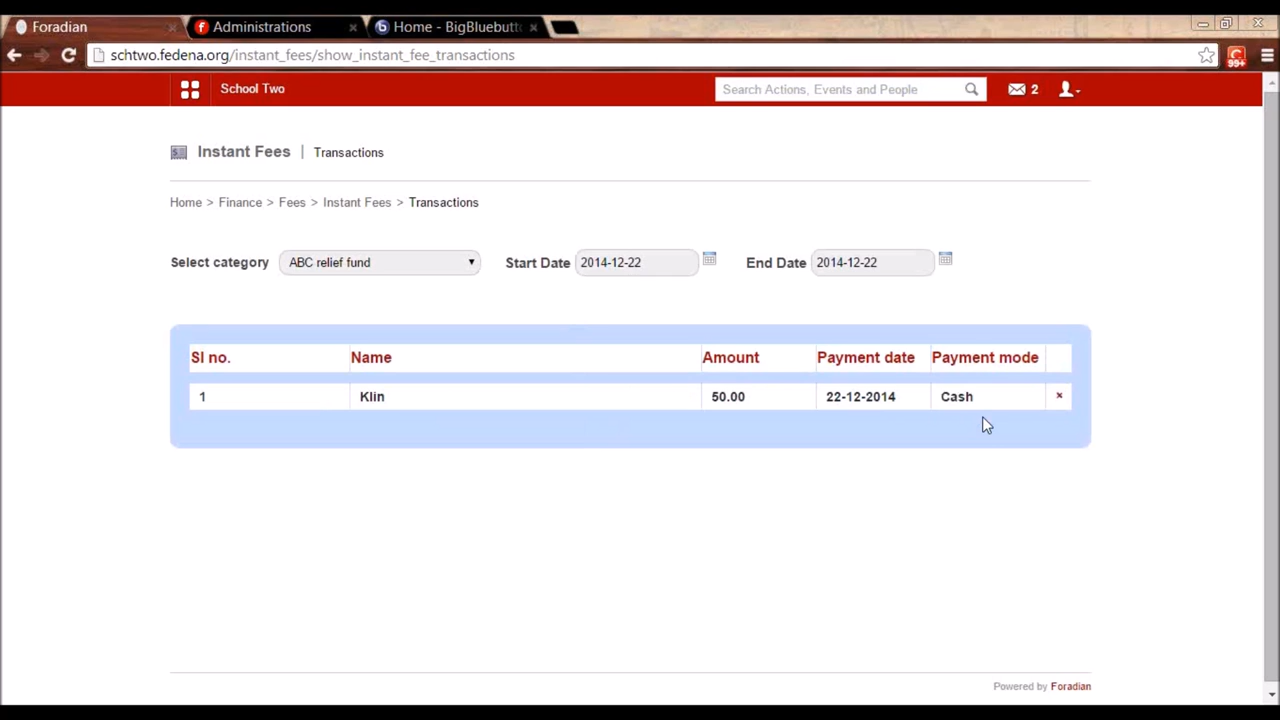 Foradian Administrations Home - BigBluebutt
schtwo.fedena.org/instant_fees/show_instant_fee_transactions
99+
School Two Search Actions, Events and People 2
Instant Fees | Transactions
Home > Finance > Fees > Instant Fees > Transactions
Select category ABC relief fund Start Date 2014-12-22 End Date 2014-12-22
Sl no. Name Amount Payment date Payment mode
1 Klin 50.00 22-12-2014 Cash
Powered by Foradian